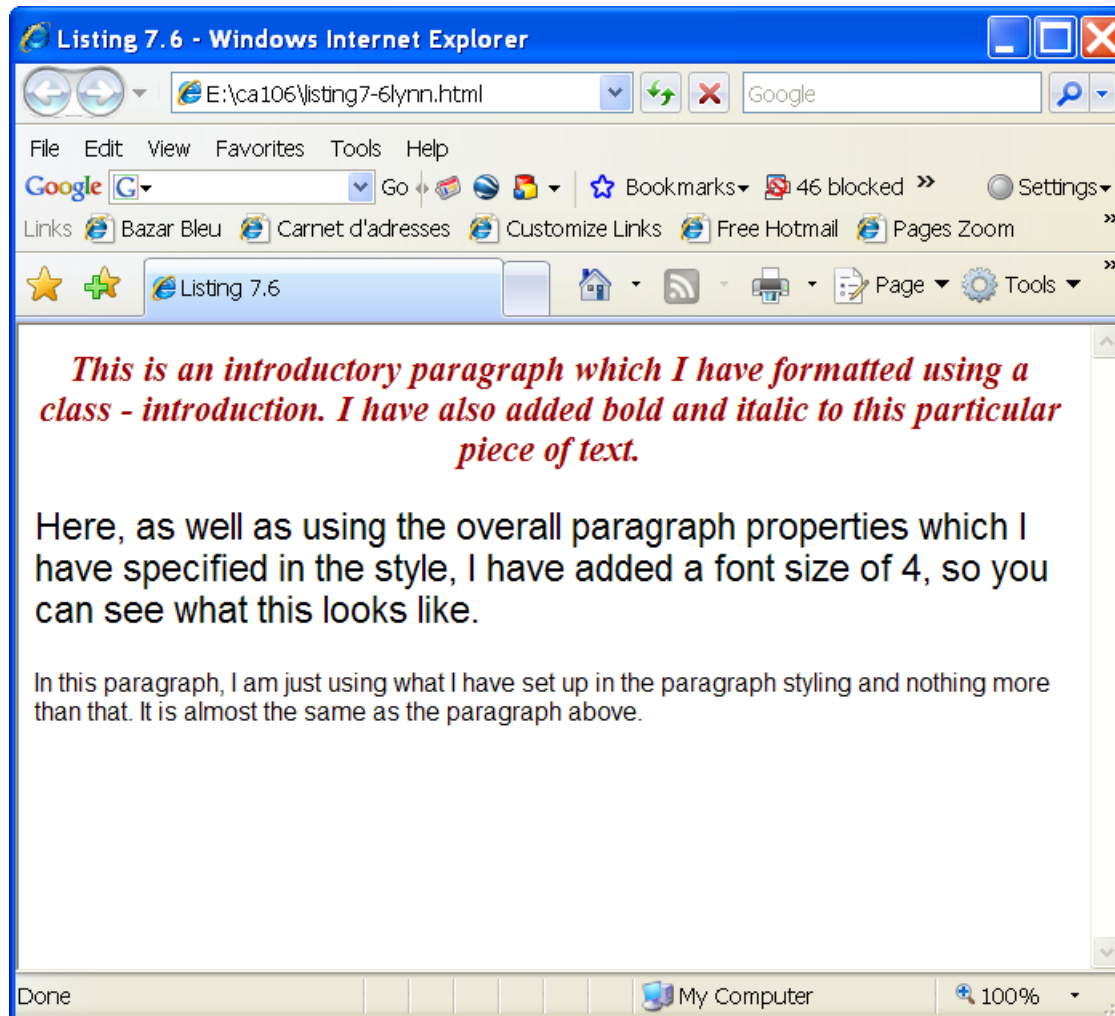 Listing 7.6 - Windows Internet Explorer
E:\ca106\listing7-6lynn.html Google
File Edit View Favorites Tools Help
Google G Go Bookmarks 46 blocked » Settings
Links Bazar Bleu Carnet d'adresses Customize Links Free Hotmail Pages Zoom »
Listing 7.6 Page Tools »
This is an introductory paragraph which I have formatted using a
class - introduction. I have also added bold and italic to this particular
piece of text.
Here, as well as using the overall paragraph properties which I
have specified in the style, I have added a font size of 4, so you
can see what this looks like.
In this paragraph, I am just using what I have set up in the paragraph styling and nothing more
than that. It is almost the same as the paragraph above.
Done My Computer 100%